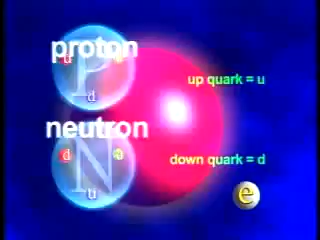 proton
u u
P
d
up quark = u
neutron
d d
N
u
down quark = d
e